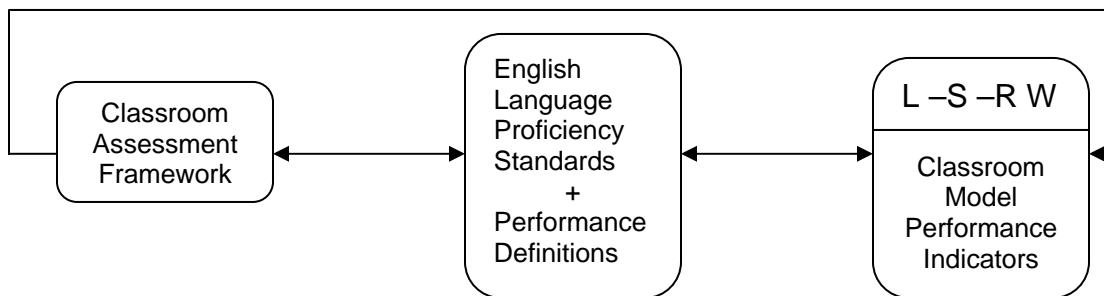 Classroom
Assessment
Framework
English
Language
Proficiency
Standards
+
Performance
Definitions
L –S –R W
Classroom
Model
Performance
Indicators